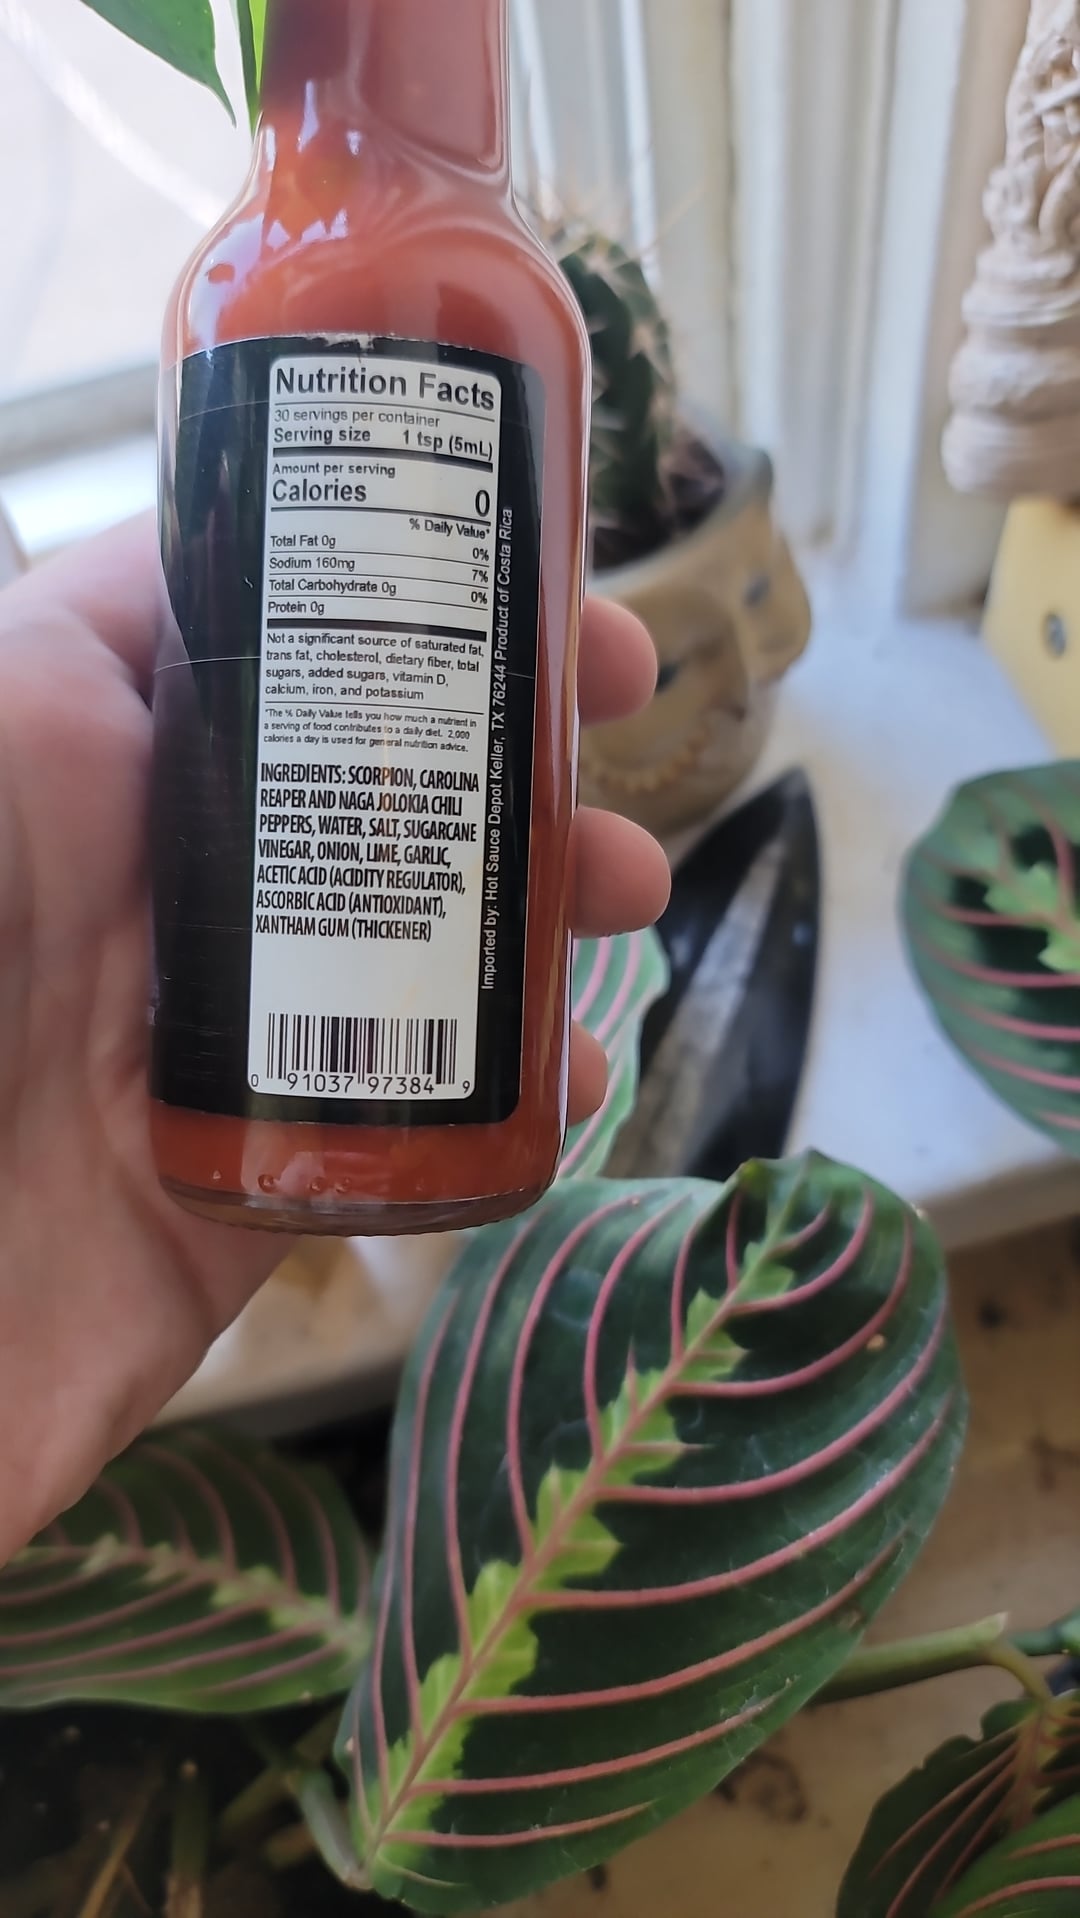 Nutrition Facts
30 servings per container
Serving size 1 tsp (5mL)
Amount per serving
Calories 0
% Daily Value*
Total Fat 0g 0%
Sodium 160mg 7%
Total Carbohydrate 0g 0%
Protein 0g
Not a significant source of saturated fat,
trans fat, cholesterol, dietary fiber, total
sugars, added sugars, vitamin D,
calcium, iron, and potassium
*The % Daily Value tells you how much a nutrient in
a serving of food contributes to a daily diet. 2,000
calories a day is used for general nutrition advice.
INGREDIENTS: SCORPION, CAROLINA
REAPER AND NAGA JOLOKIA CHILI
PEPPERS, WATER, SALT, SUGARCANE
VINEGAR, ONION, LIME, GARLIC,
ACETIC ACID (ACIDITY REGULATOR),
ASCORBIC ACID (ANTIOXIDANT),
XANTHAM GUM (THICKENER)
0 91037 97384 9
Imported by: Hot Sauce Depot Keller, TX 76244 Product of Costa Rica